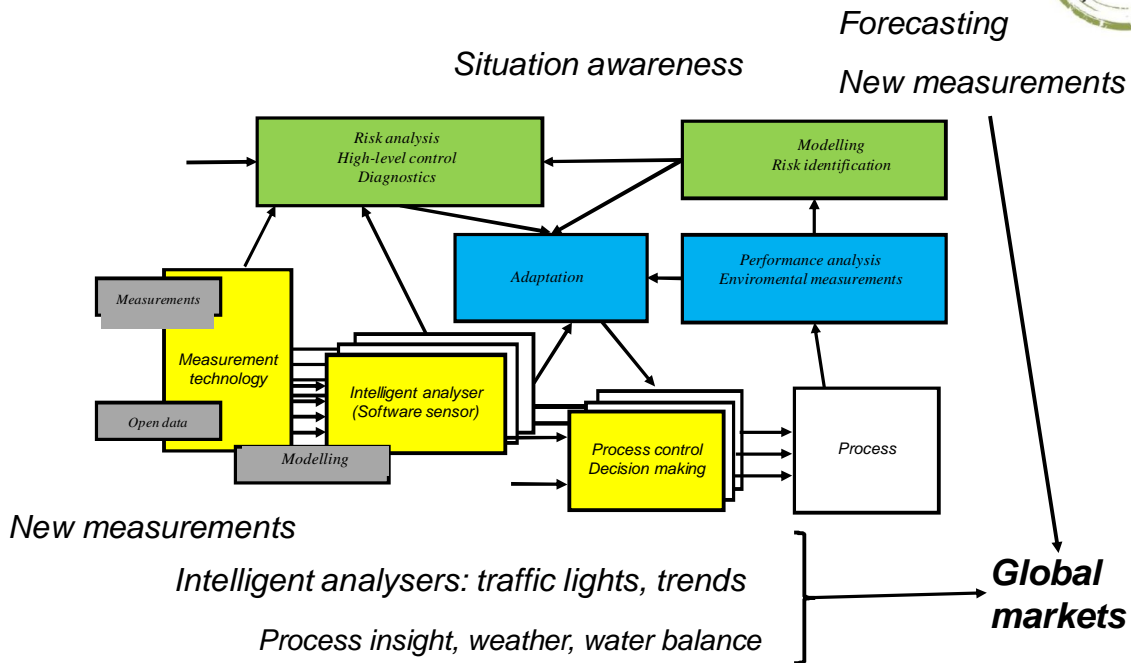 Forecasting
Situation awareness
New measurements
Risk analysis
High-level control
Diagnostics
Modelling
Risk identification
Adaptation
Performance analysis
Enviromental measurements
Measurements
Measurement
technology
Open data
Modelling
Intelligent analyser
(Software sensor)
Process control
Decision making
Process
New measurements
Intelligent analysers: traffic lights, trends
Process insight, weather, water balance
Global
markets